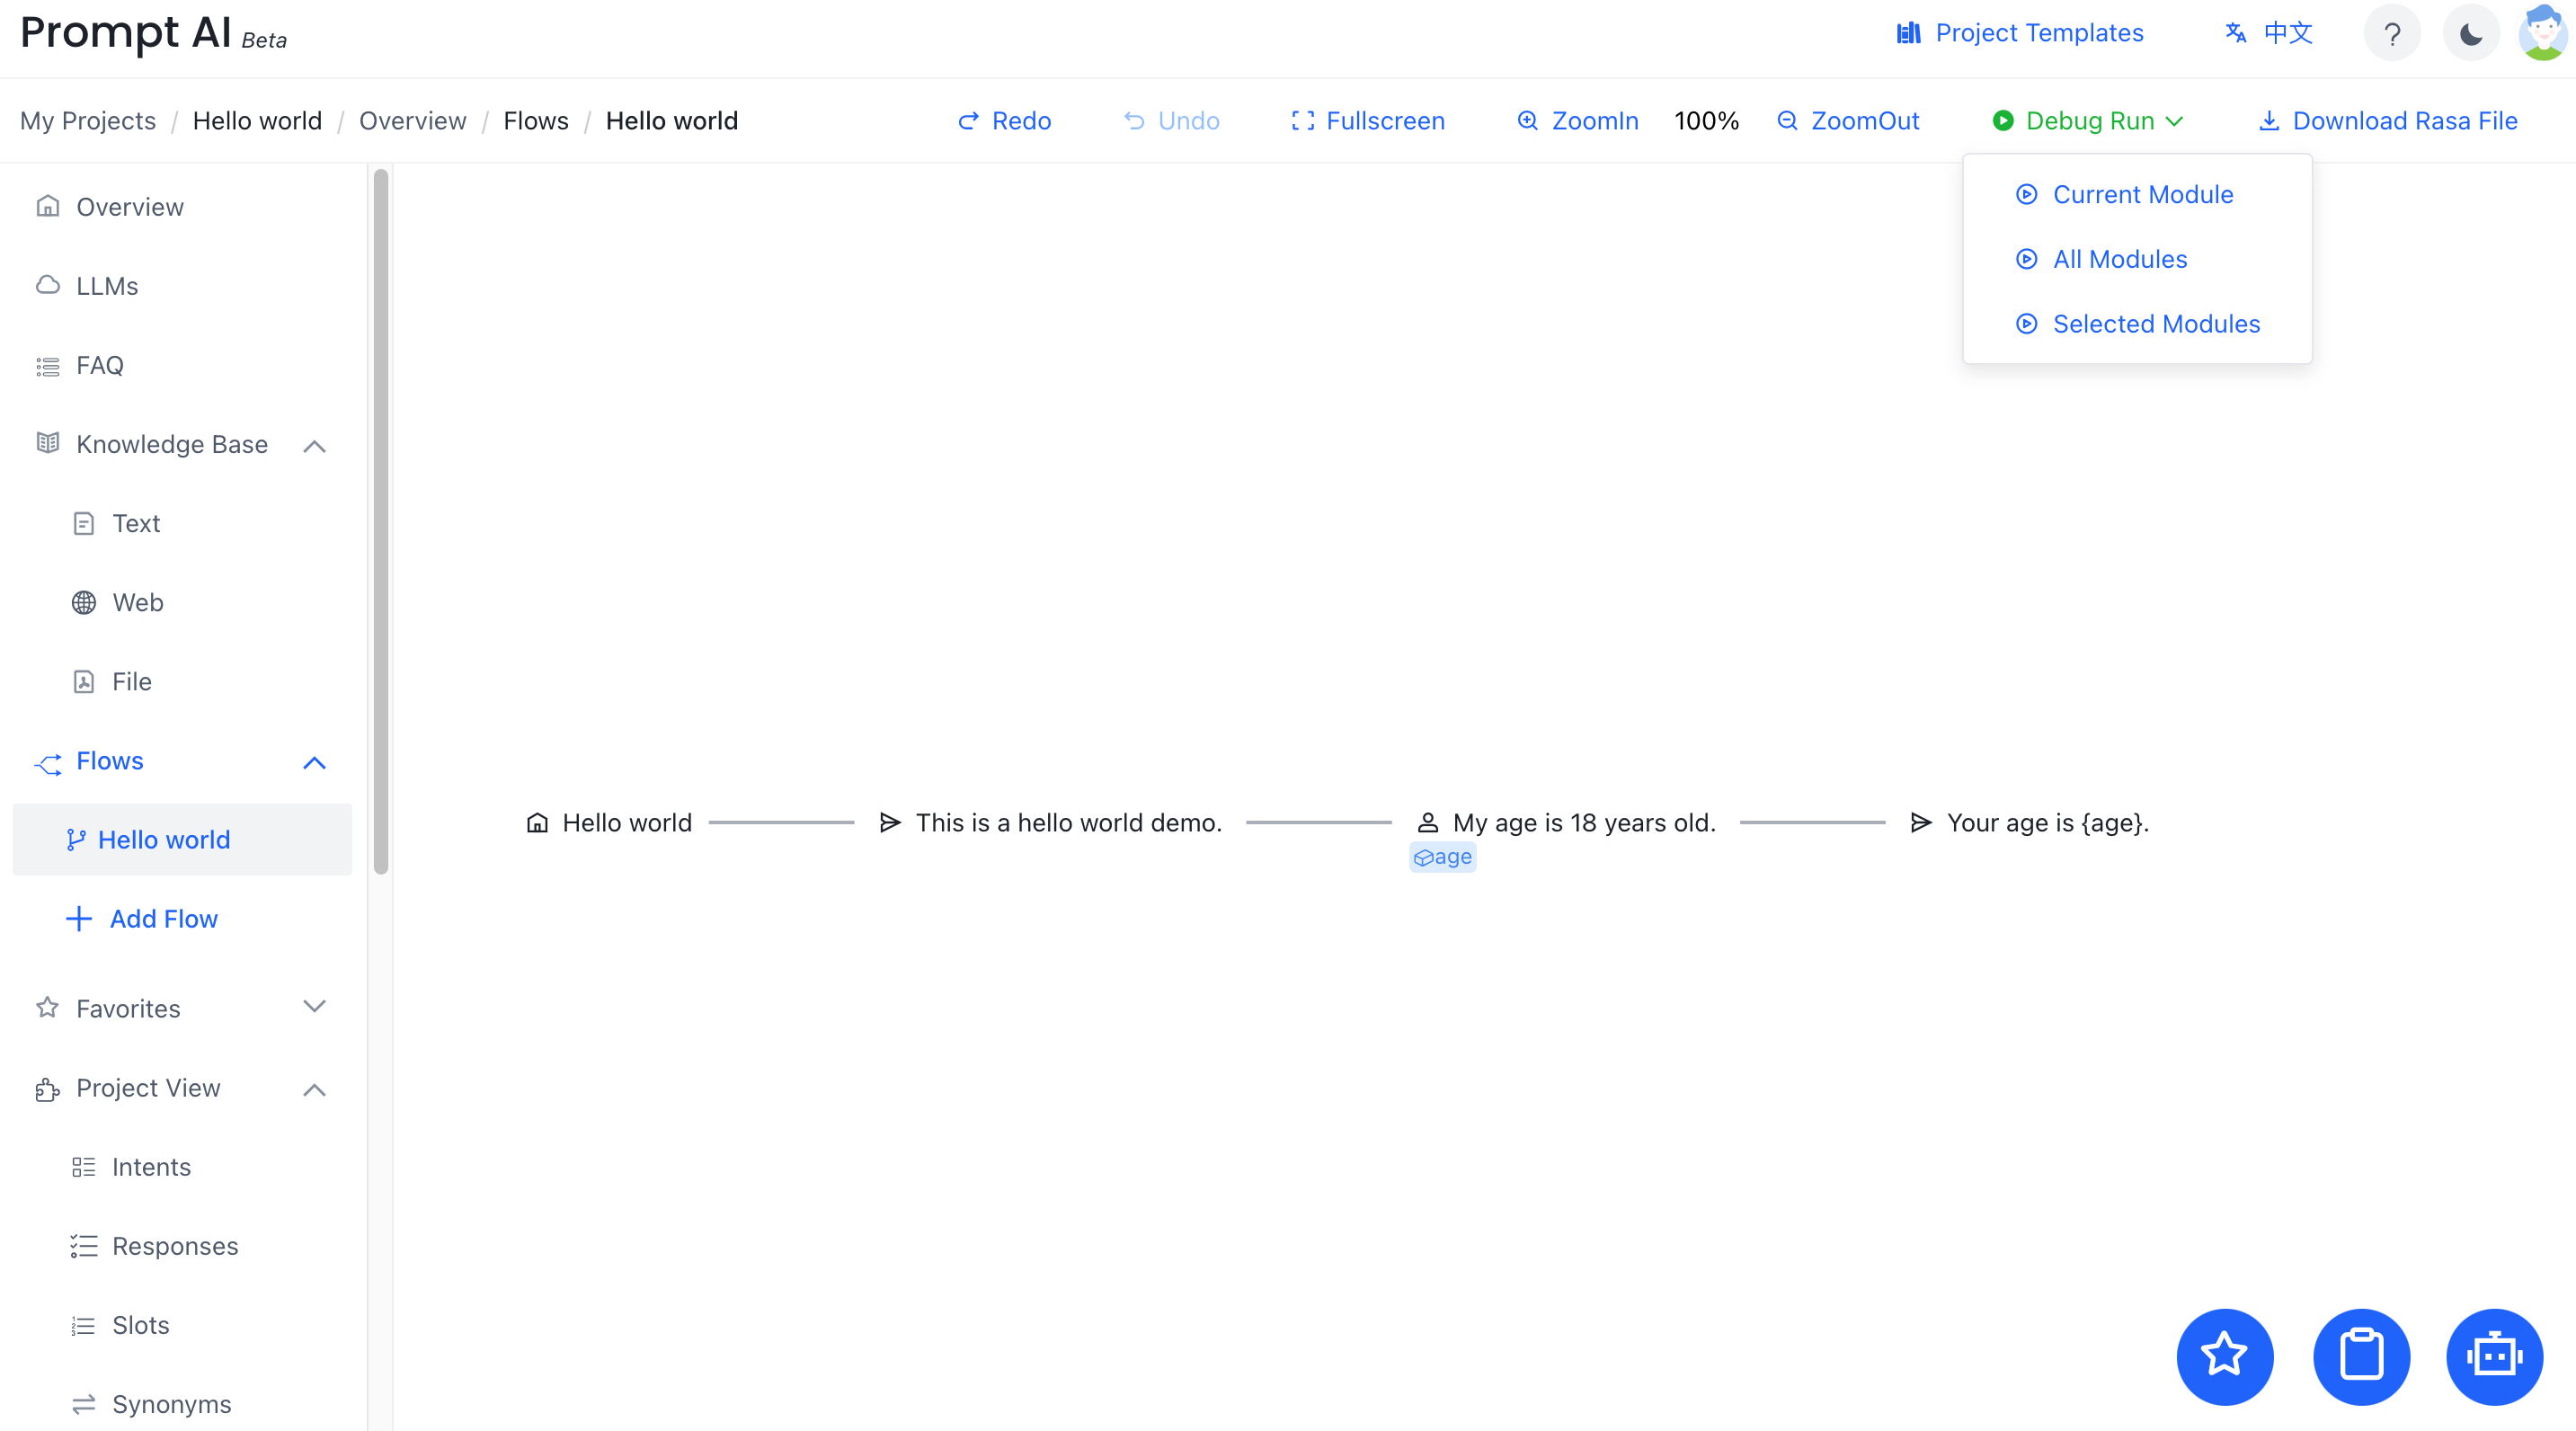 Prompt AI Beta
Project Templates
中文
?
My Projects / Hello world / Overview / Flows / Hello world
Redo
Undo
Fullscreen
ZoomIn
100%
ZoomOut
Debug Run
Download Rasa File
Current Module
All Modules
Selected Modules
Overview
LLMs
FAQ
Knowledge Base
Text
Web
File
Flows
Hello world
Add Flow
Favorites
Project View
Intents
Responses
Slots
Synonyms
Hello world
This is a hello world demo.
My age is 18 years old.
age
Your age is {age}.